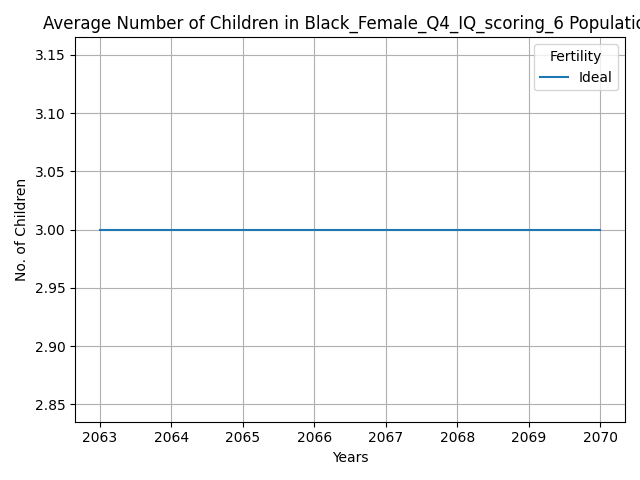 Average Number of Children in Black_Female_Q4_IQ_scoring_6 Populatio
3.15
3.10
3.05
3.00
2.95
2.90
2.85
No. of Children
Fertility
Ideal
2063 2064 2065 2066 2067 2068 2069 2070
Years